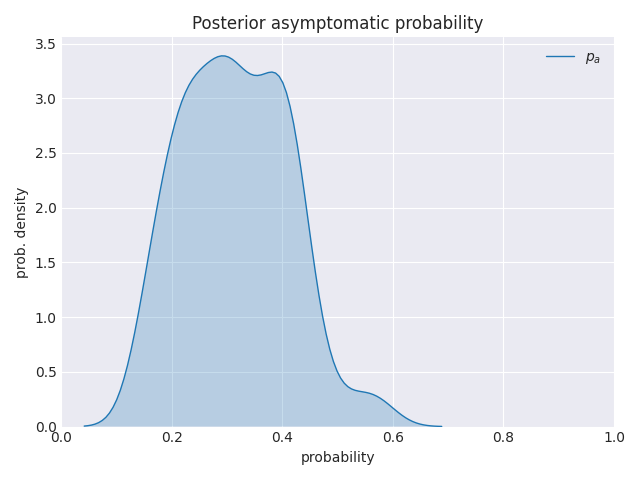 Posterior asymptomatic probability
3.5
3.0
2.5
2.0
1.5
1.0
0.5
0.0
prob. density
pₐ
0.0 0.2 0.4 0.6 0.8 1.0
probability